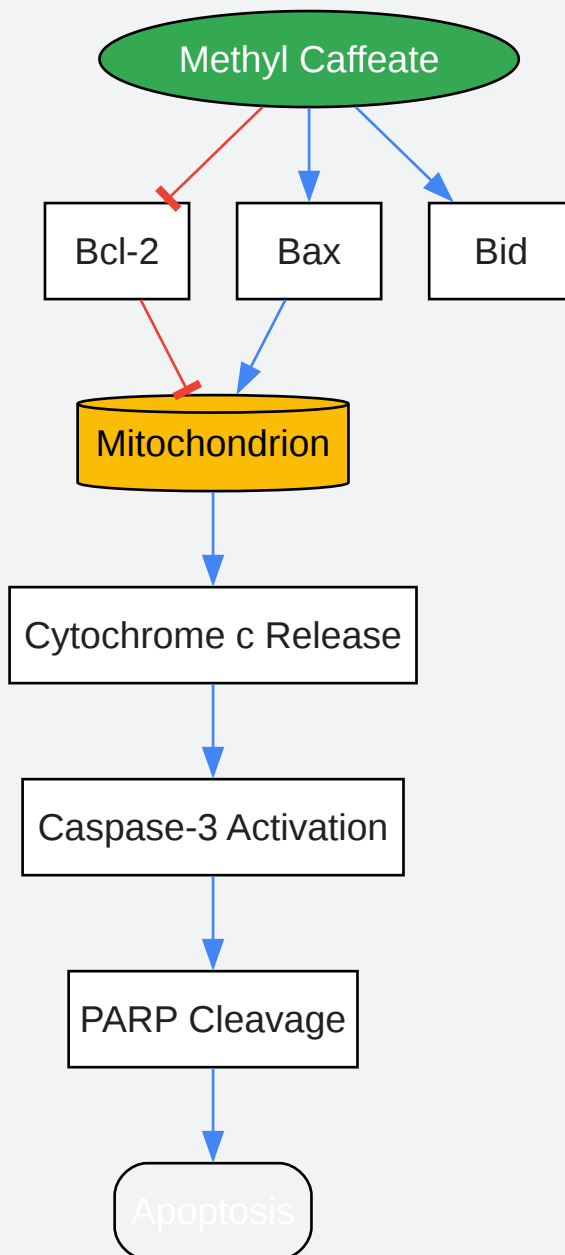 Methyl Caffeate
Bcl-2
Bax
Bid
Mitochondrion
Cytochrome c Release
Caspase-3 Activation
PARP Cleavage
Apoptosis